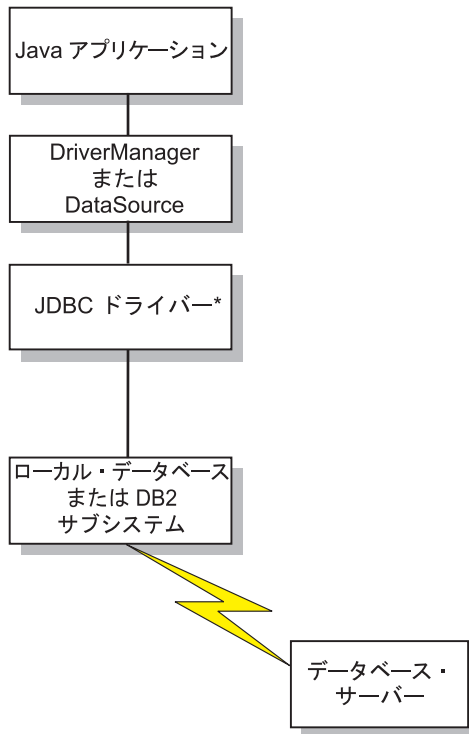 Java アプリケーション
DriverManager
または
DataSource
JDBC ドライバー*
ローカル・データベース
または DB2
サブシステム
データベース・
サーバー